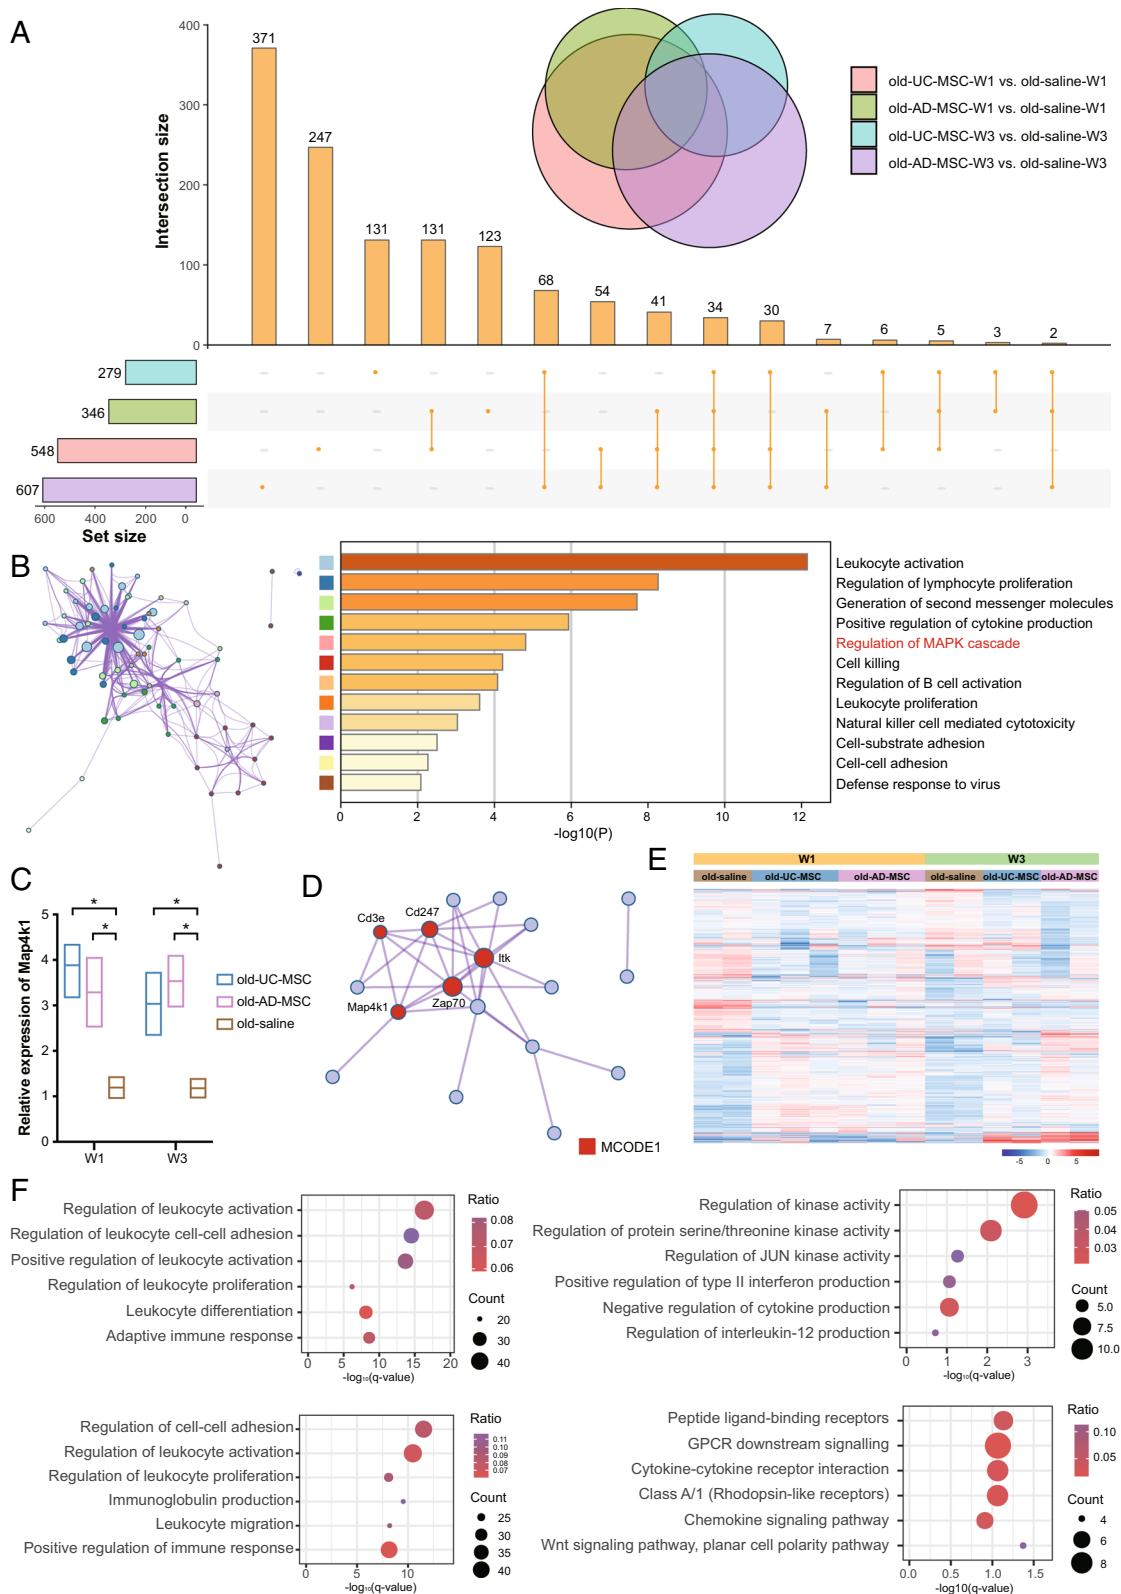 A
400
300
200
100
0
Intersection size
371
247
131
131
123
68
54
41
34
30
7
6
5
3
2
old-UC-MSC-W1 vs. old-saline-W1
old-AD-MSC-W1 vs. old-saline-W1
old-UC-MSC-W3 vs. old-saline-W3
old-AD-MSC-W3 vs. old-saline-W3
279
346
548
607
600 400 200 0
Set size
B
Leukocyte activation
Regulation of lymphocyte proliferation
Generation of second messenger molecules
Positive regulation of cytokine production
Regulation of MAPK cascade
Cell killing
Regulation of B cell activation
Leukocyte proliferation
Natural killer cell mediated cytotoxicity
Cell-substrate adhesion
Cell-cell adhesion
Defense response to virus
0 2 4 6 8 10 12
-log10(P)
C
Relative expression of Map4k1
5
4
3
2
1
0
* *
* *
W1 W3
old-UC-MSC
old-AD-MSC
old-saline
D
Cd3e
Cd247
Itk
Map4k1
Zap70
MCODE1
E
W1 W3
old-saline old-UC-MSC old-AD-MSC old-saline old-UC-MSC old-AD-MSC
-5 0 5
F
Regulation of leukocyte activation
Regulation of leukocyte cell-cell adhesion
Positive regulation of leukocyte activation
Regulation of leukocyte proliferation
Leukocyte differentiation
Adaptive immune response
0 5 10 15 20
-log₁₀(q-value)
Ratio
0.08
0.07
0.06
Count
20
30
40
Regulation of kinase activity
Regulation of protein serine/threonine kinase activity
Regulation of JUN kinase activity
Positive regulation of type II interferon production
Negative regulation of cytokine production
Regulation of interleukin-12 production
0 1 2 3
-log₁₀(q-value)
Ratio
0.05
0.04
0.03
Count
5.0
7.5
10.0
Regulation of cell-cell adhesion
Regulation of leukocyte activation
Regulation of leukocyte proliferation
Immunoglobulin production
Leukocyte migration
Positive regulation of immune response
0 5 10
-log₁₀(q-value)
Ratio
0.11
0.10
0.09
0.08
0.07
Count
25
30
35
40
Peptide ligand-binding receptors
GPCR downstream signalling
Cytokine-cytokine receptor interaction
Class A/1 (Rhodopsin-like receptors)
Chemokine signaling pathway
Wnt signaling pathway, planar cell polarity pathway
0.0 0.5 1.0 1.5
-log10(q-value)
Ratio
0.10
0.05
Count
4
6
8